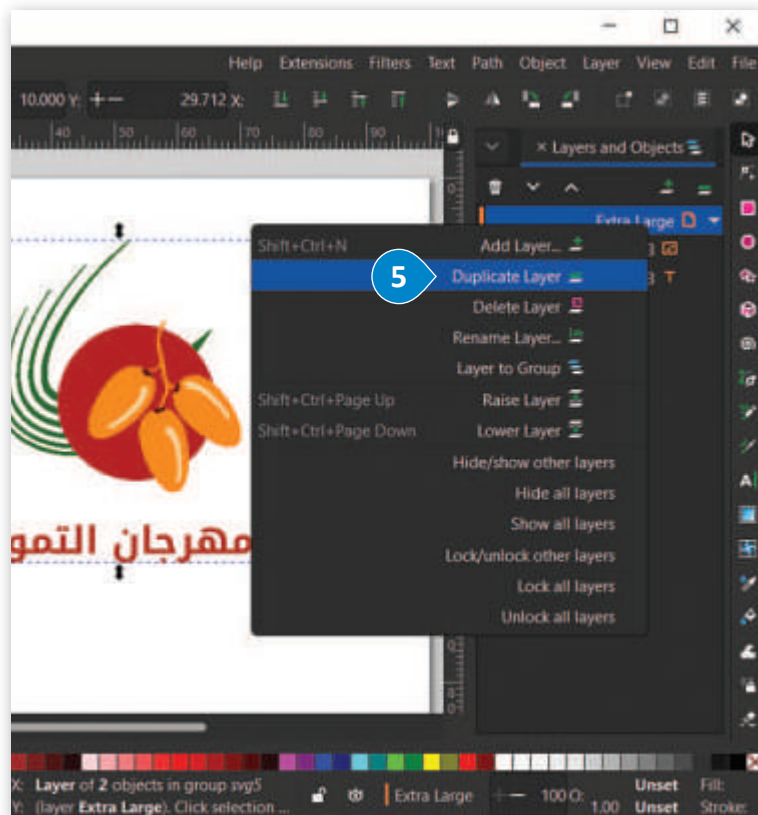 Help Extensions Filters Text Path Object Layer View Edit File
10.000 Y: 29.712 X:
40 50 60 70 80 90
Layers and Objects
Extra Large
Shift+Ctrl+N Add Layer...
5 Duplicate Layer
Delete Layer
Rename Layer...
Layer to Group
Shift+Ctrl+Page Up Raise Layer
Shift+Ctrl+Page Down Lower Layer
Hide/show other layers
Hide all layers
Show all layers
Lock/unlock other layers
Lock all layers
Unlock all layers
مهرجان التمو
X: Layer of 2 objects in group svg5
Y: (layer Extra Large). Click selection ...
Extra Large
100 O:
1.00
Unset Fill:
Unset Stroke: